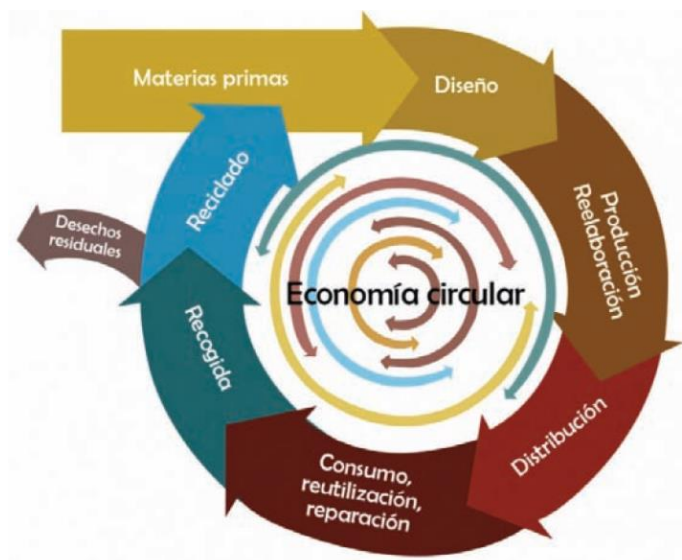 Materias primas
Diseño
Producción
Reelaboración
Distribución
Consumo,
reutilización,
reparación
Recogida
Reciclado
Desechos
residuales
Economía circular